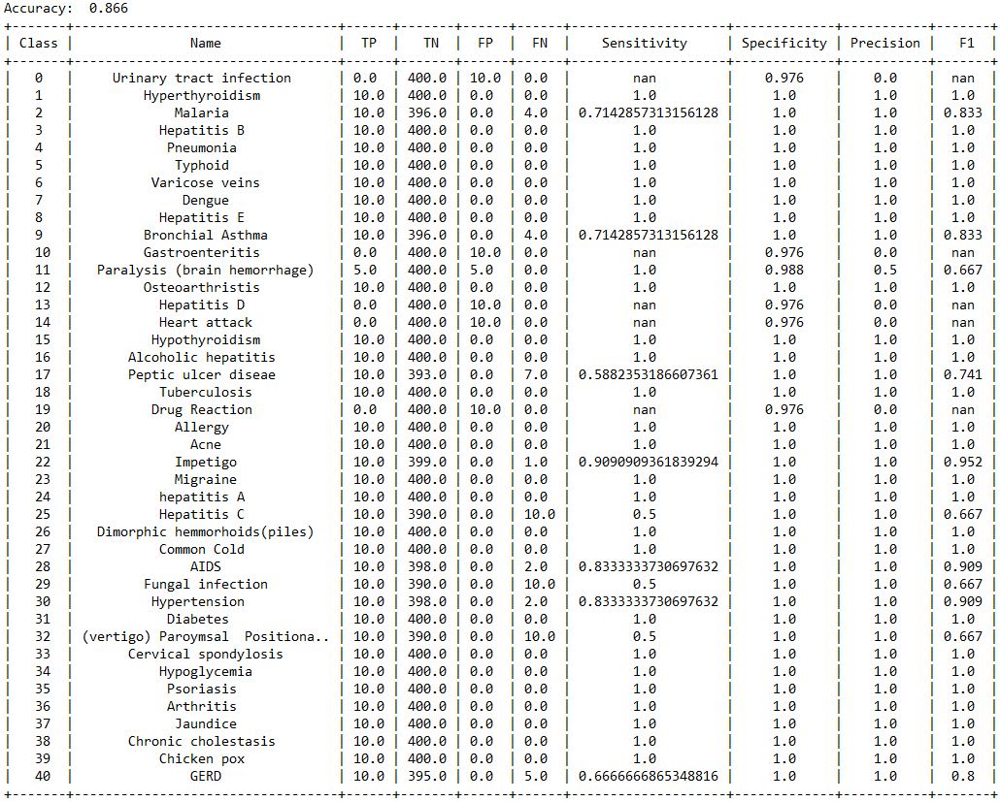 Accuracy: 0.866
Class Name TP TN FP FN Sensitivity Specificity Precision F1
0 Urinary tract infection 0.0 400.0 10.0 0.0 nan 0.976 0.0 nan
1 Hyperthyroidism 10.0 400.0 0.0 0.0 1.0 1.0 1.0 1.0
2 Malaria 10.0 396.0 0.0 4.0 0.7142857313156128 1.0 1.0 0.833
3 Hepatitis B 10.0 400.0 0.0 0.0 1.0 1.0 1.0 1.0
4 Pneumonia 10.0 400.0 0.0 0.0 1.0 1.0 1.0 1.0
5 Typhoid 10.0 400.0 0.0 0.0 1.0 1.0 1.0 1.0
6 Varicose veins 10.0 400.0 0.0 0.0 1.0 1.0 1.0 1.0
7 Dengue 10.0 400.0 0.0 0.0 1.0 1.0 1.0 1.0
8 Hepatitis E 10.0 400.0 0.0 0.0 1.0 1.0 1.0 1.0
9 Bronchial Asthma 10.0 396.0 0.0 4.0 0.7142857313156128 1.0 1.0 0.833
10 Gastroenteritis 0.0 400.0 10.0 0.0 nan 0.976 0.0 nan
11 Paralysis (brain hemorrhage) 5.0 400.0 5.0 0.0 1.0 0.988 0.5 0.667
12 Osteoarthristis 10.0 400.0 0.0 0.0 1.0 1.0 1.0 1.0
13 Hepatitis D 0.0 400.0 10.0 0.0 nan 0.976 0.0 nan
14 Heart attack 0.0 400.0 10.0 0.0 nan 0.976 0.0 nan
15 Hypothyroidism 10.0 400.0 0.0 0.0 1.0 1.0 1.0 1.0
16 Alcoholic hepatitis 10.0 400.0 0.0 0.0 1.0 1.0 1.0 1.0
17 Peptic ulcer diseae 10.0 393.0 0.0 7.0 0.5882353186607361 1.0 1.0 0.741
18 Tuberculosis 10.0 400.0 0.0 0.0 1.0 1.0 1.0 1.0
19 Drug Reaction 0.0 400.0 10.0 0.0 nan 0.976 0.0 nan
20 Allergy 10.0 400.0 0.0 0.0 1.0 1.0 1.0 1.0
21 Acne 10.0 400.0 0.0 0.0 1.0 1.0 1.0 1.0
22 Impetigo 10.0 399.0 0.0 1.0 0.9090909361839294 1.0 1.0 0.952
23 Migraine 10.0 400.0 0.0 0.0 1.0 1.0 1.0 1.0
24 hepatitis A 10.0 400.0 0.0 0.0 1.0 1.0 1.0 1.0
25 Hepatitis C 10.0 390.0 0.0 10.0 0.5 1.0 1.0 0.667
26 Dimorphic hemmorhoids(piles) 10.0 400.0 0.0 0.0 1.0 1.0 1.0 1.0
27 Common Cold 10.0 400.0 0.0 0.0 1.0 1.0 1.0 1.0
28 AIDS 10.0 398.0 0.0 2.0 0.8333333730697632 1.0 1.0 0.909
29 Fungal infection 10.0 390.0 0.0 10.0 0.5 1.0 1.0 0.667
30 Hypertension 10.0 398.0 0.0 2.0 0.8333333730697632 1.0 1.0 0.909
31 Diabetes 10.0 400.0 0.0 0.0 1.0 1.0 1.0 1.0
32 (vertigo) Paroymsal Positiona.. 10.0 390.0 0.0 10.0 0.5 1.0 1.0 0.667
33 Cervical spondylosis 10.0 400.0 0.0 0.0 1.0 1.0 1.0 1.0
34 Hypoglycemia 10.0 400.0 0.0 0.0 1.0 1.0 1.0 1.0
35 Psoriasis 10.0 400.0 0.0 0.0 1.0 1.0 1.0 1.0
36 Arthritis 10.0 400.0 0.0 0.0 1.0 1.0 1.0 1.0
37 Jaundice 10.0 400.0 0.0 0.0 1.0 1.0 1.0 1.0
38 Chronic cholestasis 10.0 400.0 0.0 0.0 1.0 1.0 1.0 1.0
39 Chicken pox 10.0 400.0 0.0 0.0 1.0 1.0 1.0 1.0
40 GERD 10.0 395.0 0.0 5.0 0.6666666865348816 1.0 1.0 0.8